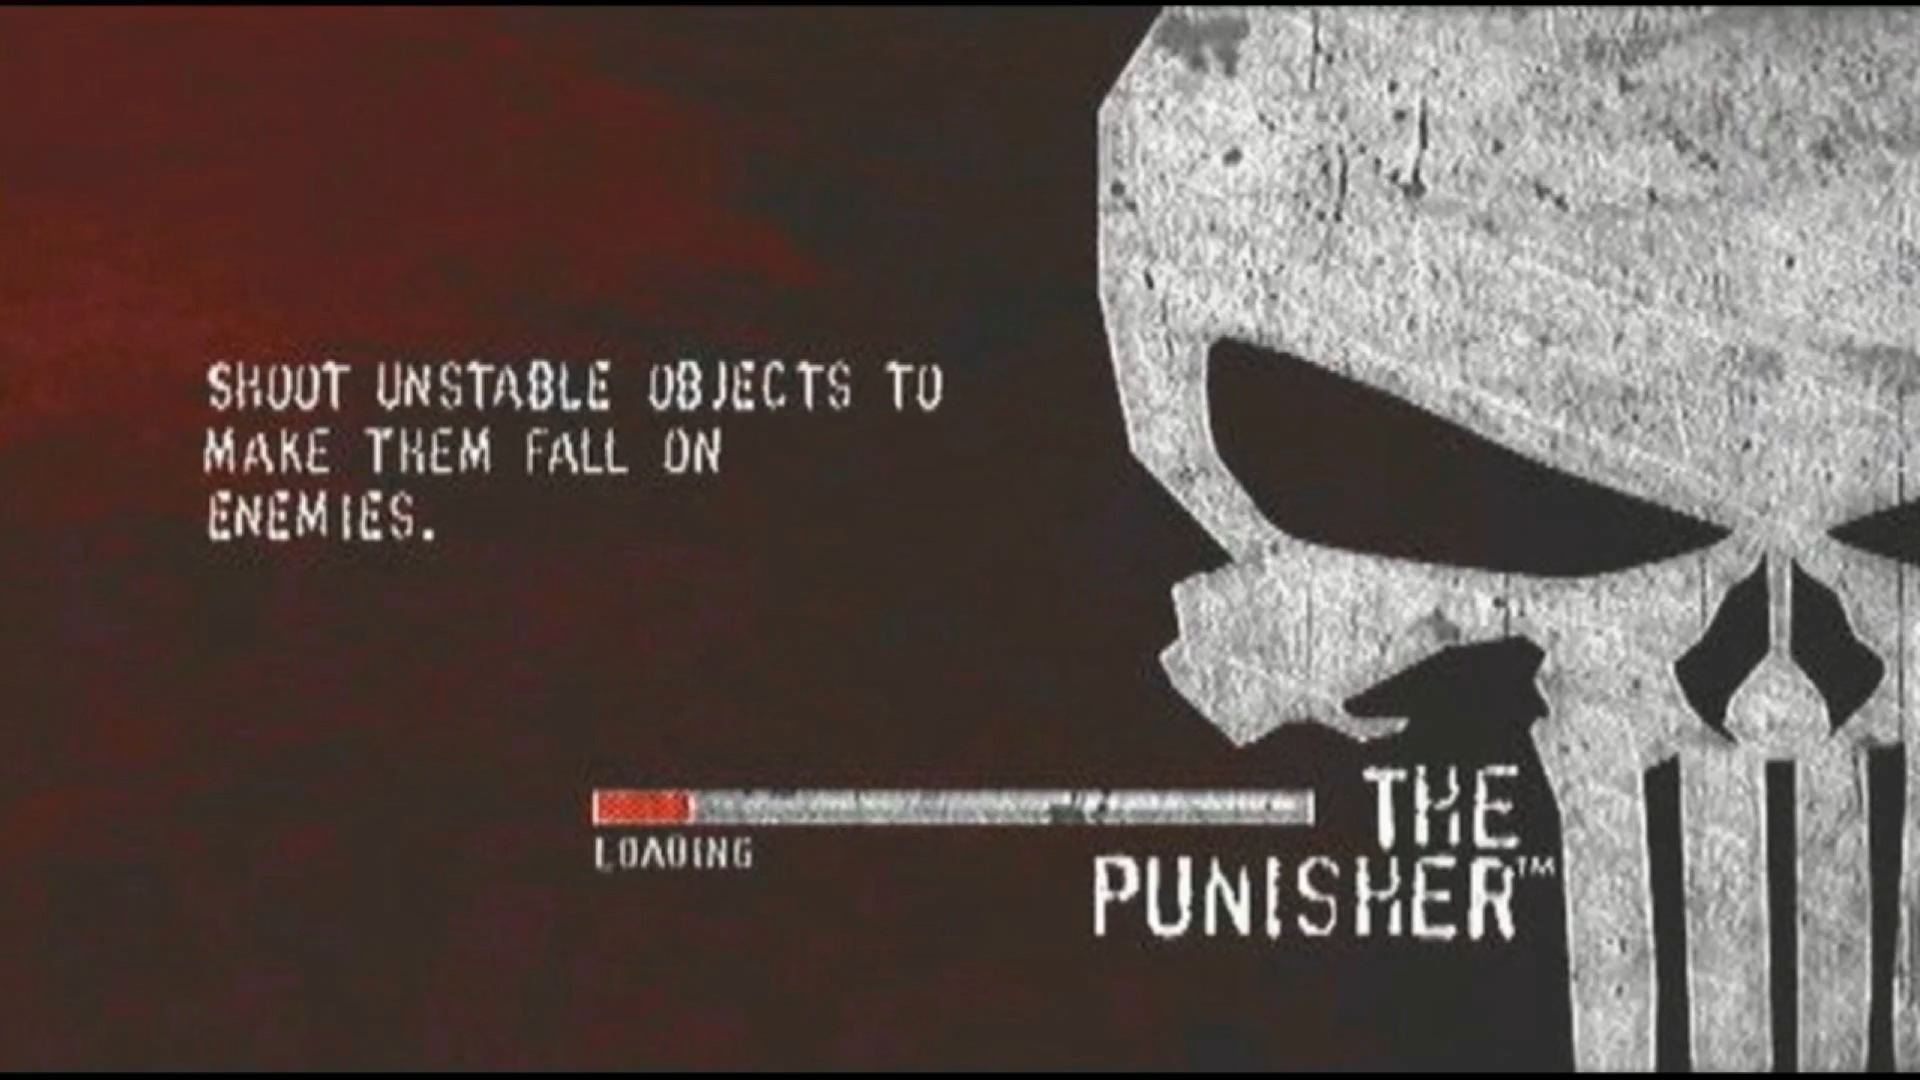 SHOOT UNSTABLE OBJECTS TO
MAKE THEM FALL ON
ENEMIES.
LOADING
THE
PUNISHER™